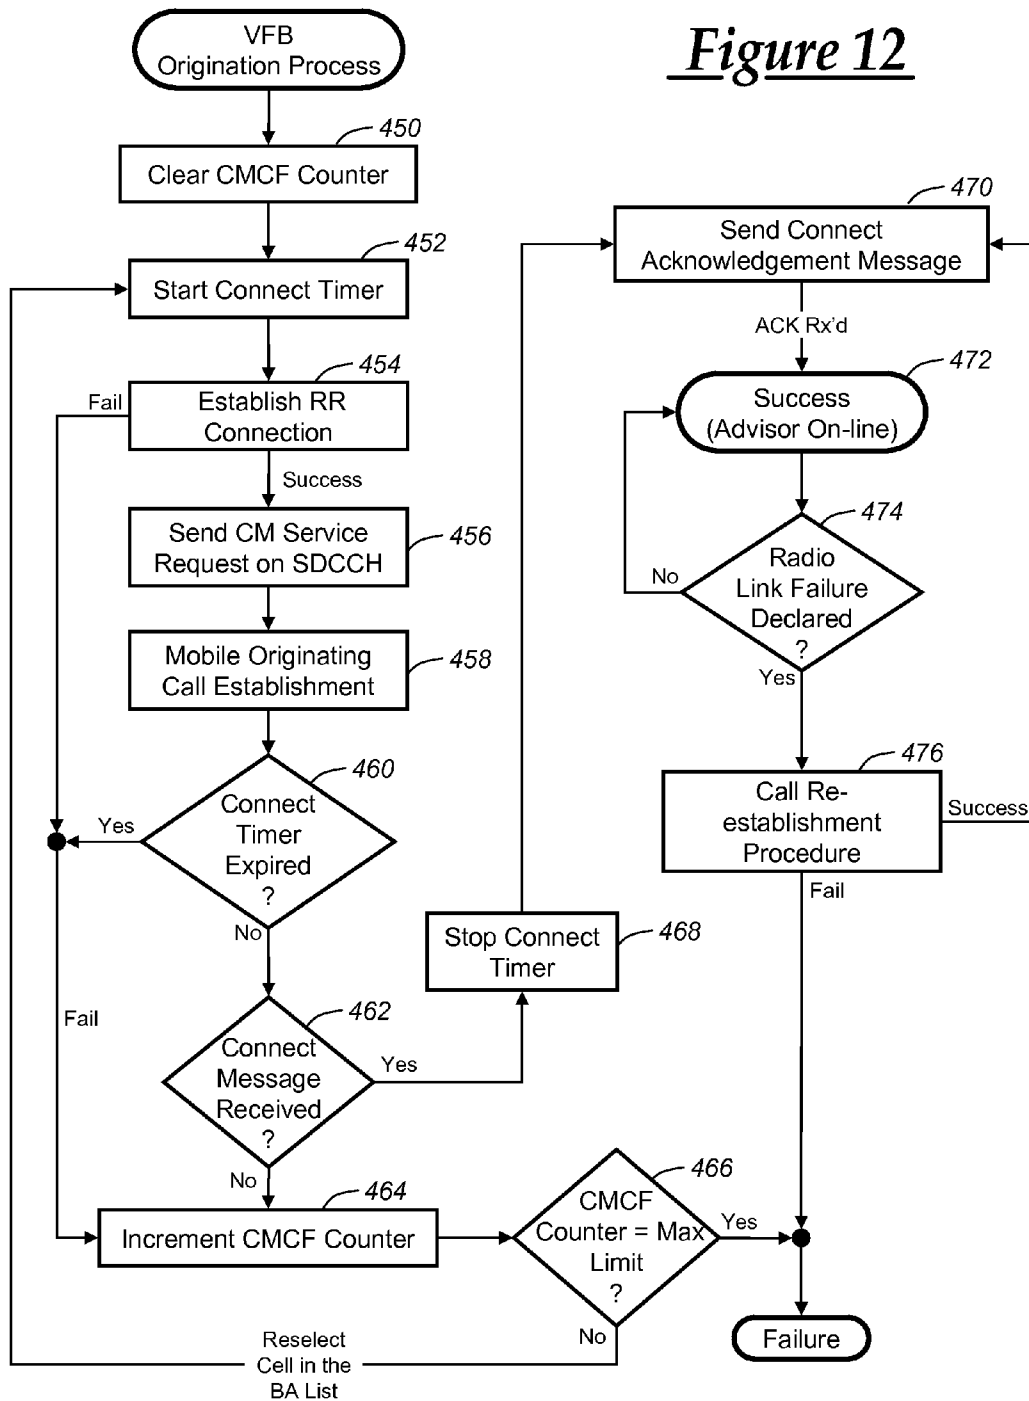 Figure 12
VFB
Origination Process
450
Clear CMCF Counter
452
Start Connect Timer
454
Fail
Establish RR
Connection
Success
Send CM Service
Request on SDCCH
456
Mobile Originating
Call Establishment
458
460
Connect
Timer
Expired
?
Yes
No
Fail
462
Connect
Message
Received
?
Yes
No
464
Increment CMCF Counter
466
CMCF
Counter = Max
Limit
?
Yes
No
Reselect
Cell in the
BA List
Stop Connect
Timer
468
470
Send Connect
Acknowledgement Message
ACK Rx'd
472
Success
(Advisor On-line)
474
Radio
Link Failure
Declared
?
No
Yes
476
Call Re-
establishment
Procedure
Success
Fail
Failure